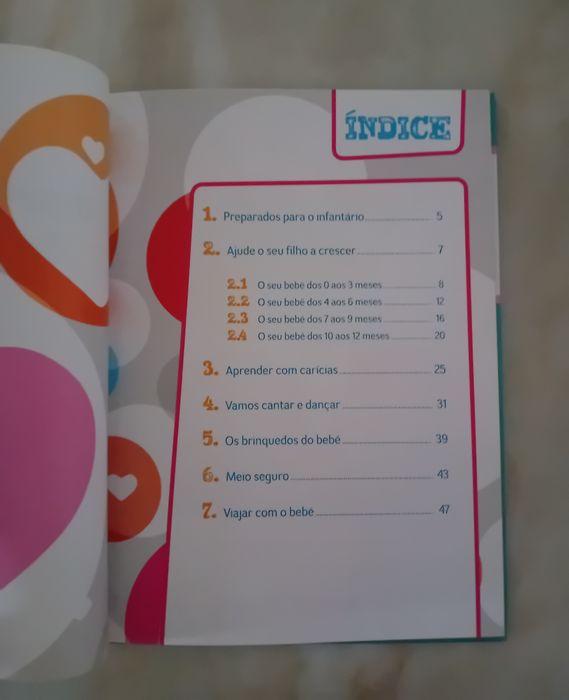 ÍNDICE
1. Preparados para o infantário 5
2. Ajude o seu filho a crescer 7
2.1 O seu bebé dos 0 aos 3 meses 8
2.2 O seu bebé dos 4 aos 6 meses 12
2.3 O seu bebé dos 7 aos 9 meses 16
2.4 O seu bebé dos 10 aos 12 meses 20
3. Aprender com carícias 25
4. Vamos cantar e dançar 31
5. Os brinquedos do bebé 39
6. Meio seguro 43
7. Viajar com o bebé 47